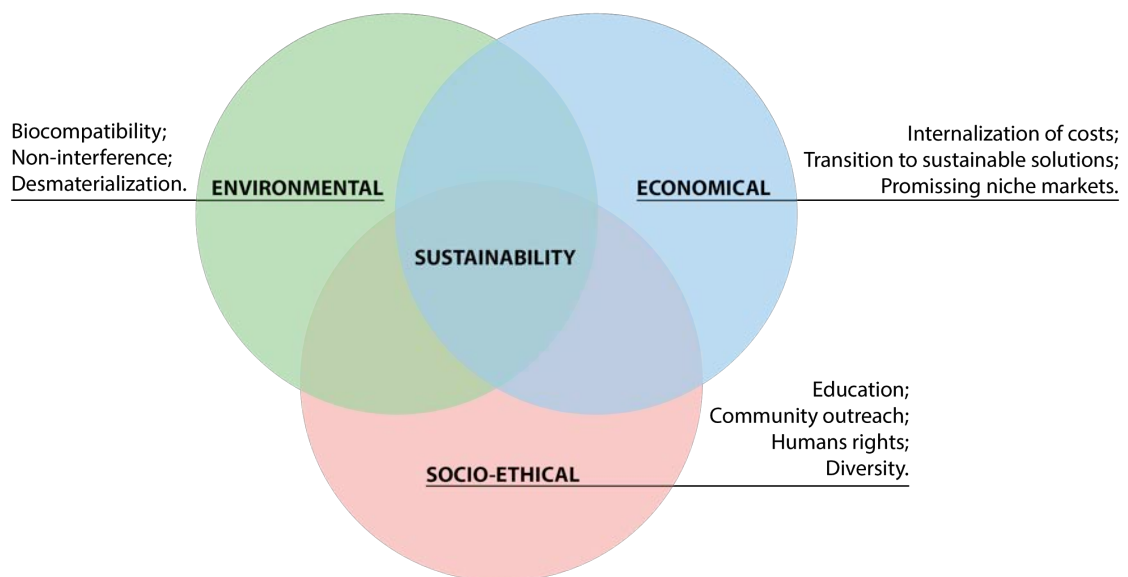 Biocompatibility;
Non-interference;
Desmaterialization.
ENVIRONMENTAL
ECONOMICAL
Internalization of costs;
Transition to sustainable solutions;
Promissing niche markets.
SUSTAINABILITY
Education;
Community outreach;
Humans rights;
Diversity.
SOCIO-ETHICAL